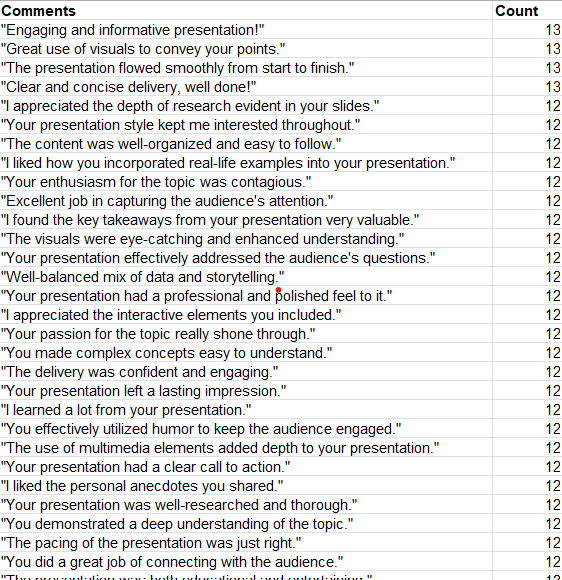 Comments Count
"Engaging and informative presentation!" 13
"Great use of visuals to convey your points." 13
"The presentation flowed smoothly from start to finish." 13
"Clear and concise delivery, well done!" 13
"I appreciated the depth of research evident in your slides." 12
"Your presentation style kept me interested throughout." 12
"The content was well-organized and easy to follow." 12
"I liked how you incorporated real-life examples into your presentation." 12
"Your enthusiasm for the topic was contagious." 12
"Excellent job in capturing the audience's attention." 12
"I found the key takeaways from your presentation very valuable." 12
"The visuals were eye-catching and enhanced understanding." 12
"Your presentation effectively addressed the audience's questions." 12
"Well-balanced mix of data and storytelling." 12
"Your presentation had a professional and polished feel to it." 12
"I appreciated the interactive elements you included." 12
"Your passion for the topic really shone through." 12
"You made complex concepts easy to understand." 12
"The delivery was confident and engaging." 12
"Your presentation left a lasting impression." 12
"I learned a lot from your presentation." 12
"You effectively utilized humor to keep the audience engaged." 12
"The use of multimedia elements added depth to your presentation." 12
"Your presentation had a clear call to action." 12
"I liked the personal anecdotes you shared." 12
"Your presentation was well-researched and thorough." 12
"You demonstrated a deep understanding of the topic." 12
"The pacing of the presentation was just right." 12
"You did a great job of connecting with the audience." 12
"The presentation was both educational and entertaining." 12